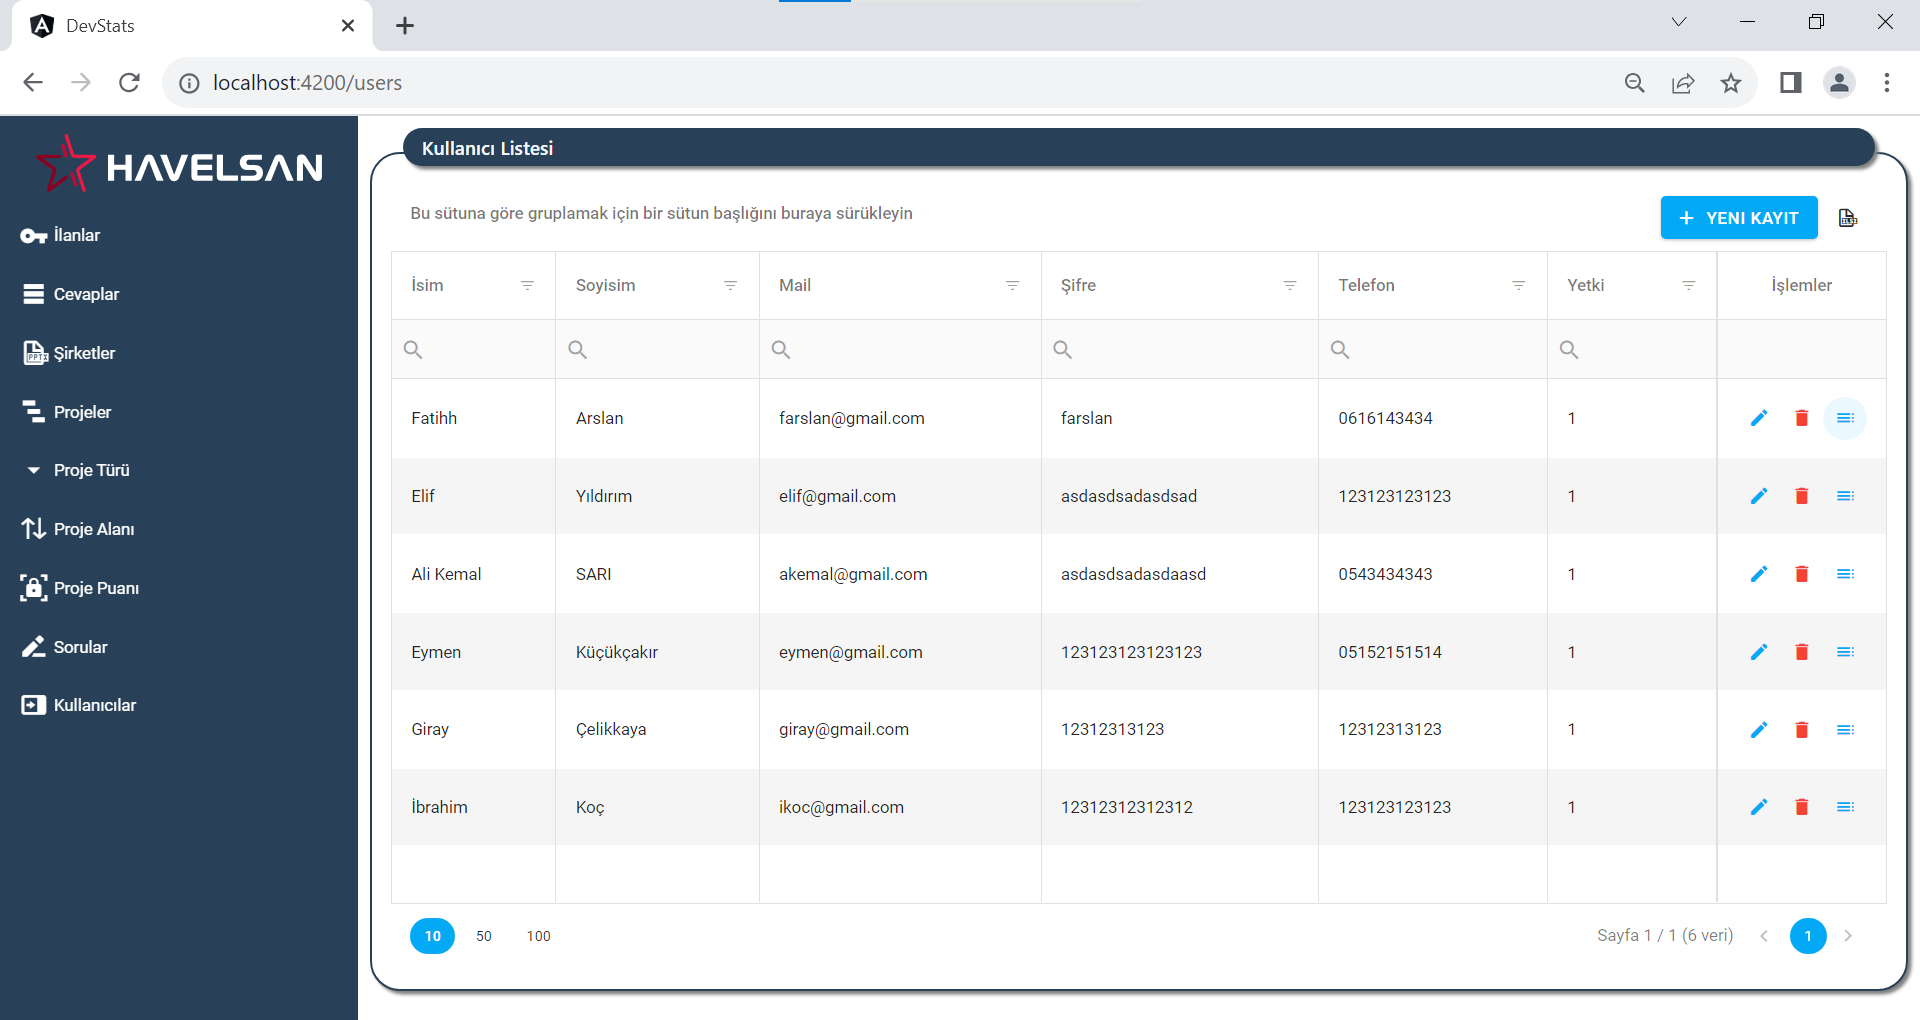 DevStats
localhost:4200/users
HAVELSAN
İlanlar
Cevaplar
Şirketler
Projeler
Proje Türü
Proje Alanı
Proje Puanı
Sorular
Kullanıcılar
Kullanıcı Listesi
Bu sütuna göre gruplamak için bir sütun başlığını buraya sürükleyin
YENI KAYIT
İsim Soyisim Mail Şifre Telefon Yetki İşlemler
Fatihh Arslan farslan@gmail.com farslan 0616143434 1
Elif Yıldırım elif@gmail.com asdasdsadasdsad 123123123123 1
Ali Kemal SARI akemal@gmail.com asdasdsadasdaasd 0543434343 1
Eymen Küçükçakır eymen@gmail.com 123123123123123 05152151514 1
Giray Çelikkaya giray@gmail.com 12312313123 12312313123 1
İbrahim Koç ikoc@gmail.com 12312312312312 123123123123 1
10 50 100 Sayfa 1 / 1 (6 veri) 1